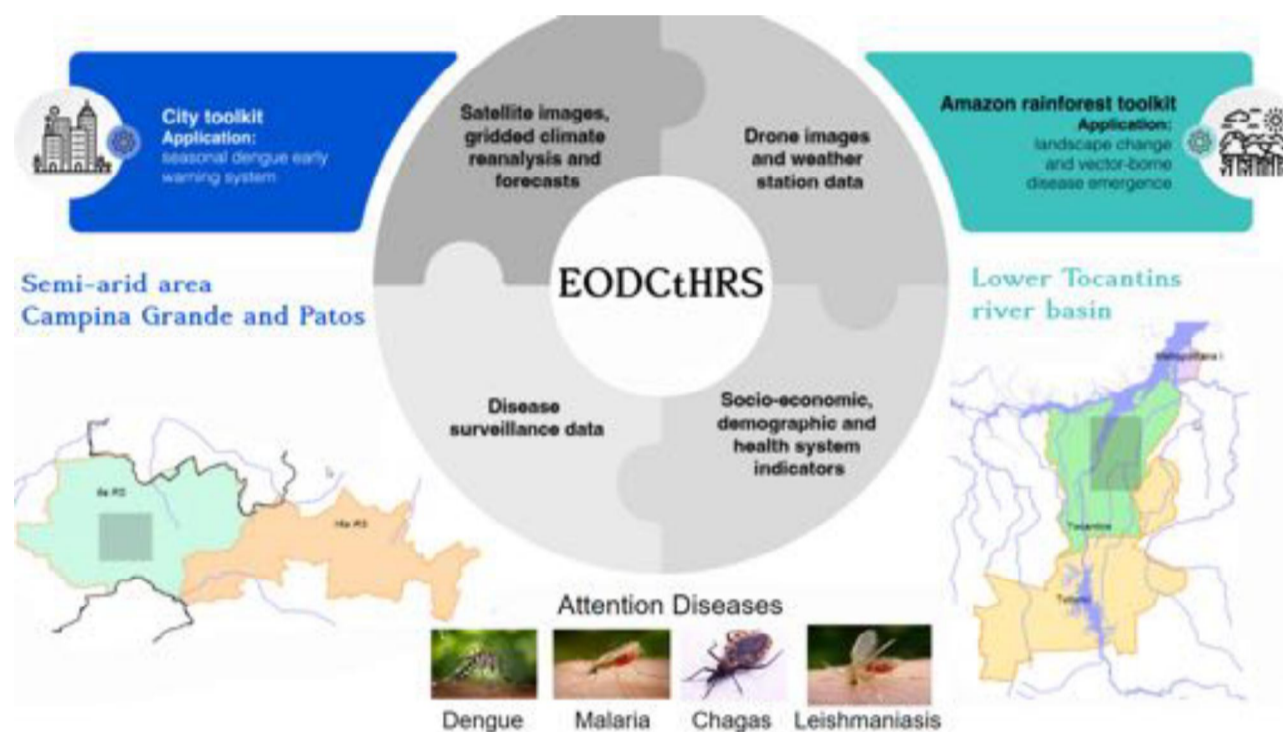 City toolkit
Application:
seasonal dengue early
warning system
Satellite images,
gridded climate
reanalysis and
forecasts
Drone images
and weather
station data
Amazon rainforest toolkit
Application:
landscape change
and vector-borne
disease emergence
EODCtHRS
Semi-arid area
Campina Grande and Patos
Lower Tocantins
river basin
Disease
surveillance data
Socio-economic,
demographic and
health system
indicators
Metropolitana I
Tocantins
Attention Diseases
Dengue
Malaria
Chagas
Leishmaniasis